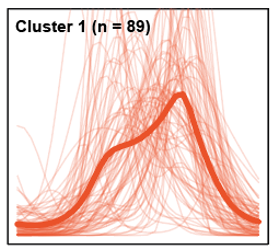 Cluster 1 (n = 89)